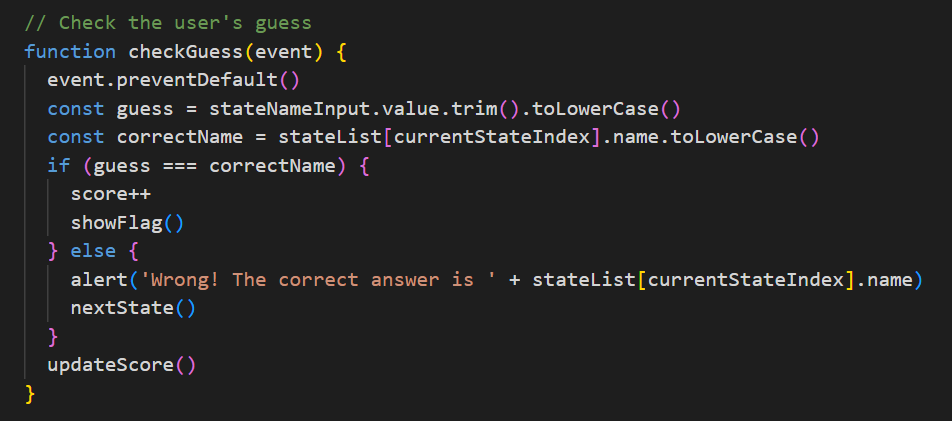 // Check the user's guess
function checkGuess(event) {
  event.preventDefault()
  const guess = stateNameInput.value.trim().toLowerCase()
  const correctName = stateList[currentStateIndex].name.toLowerCase()
  if (guess === correctName) {
    score++
    showFlag()
  } else {
    alert('Wrong! The correct answer is ' + stateList[currentStateIndex].name)
    nextState()
  }
  updateScore()
}